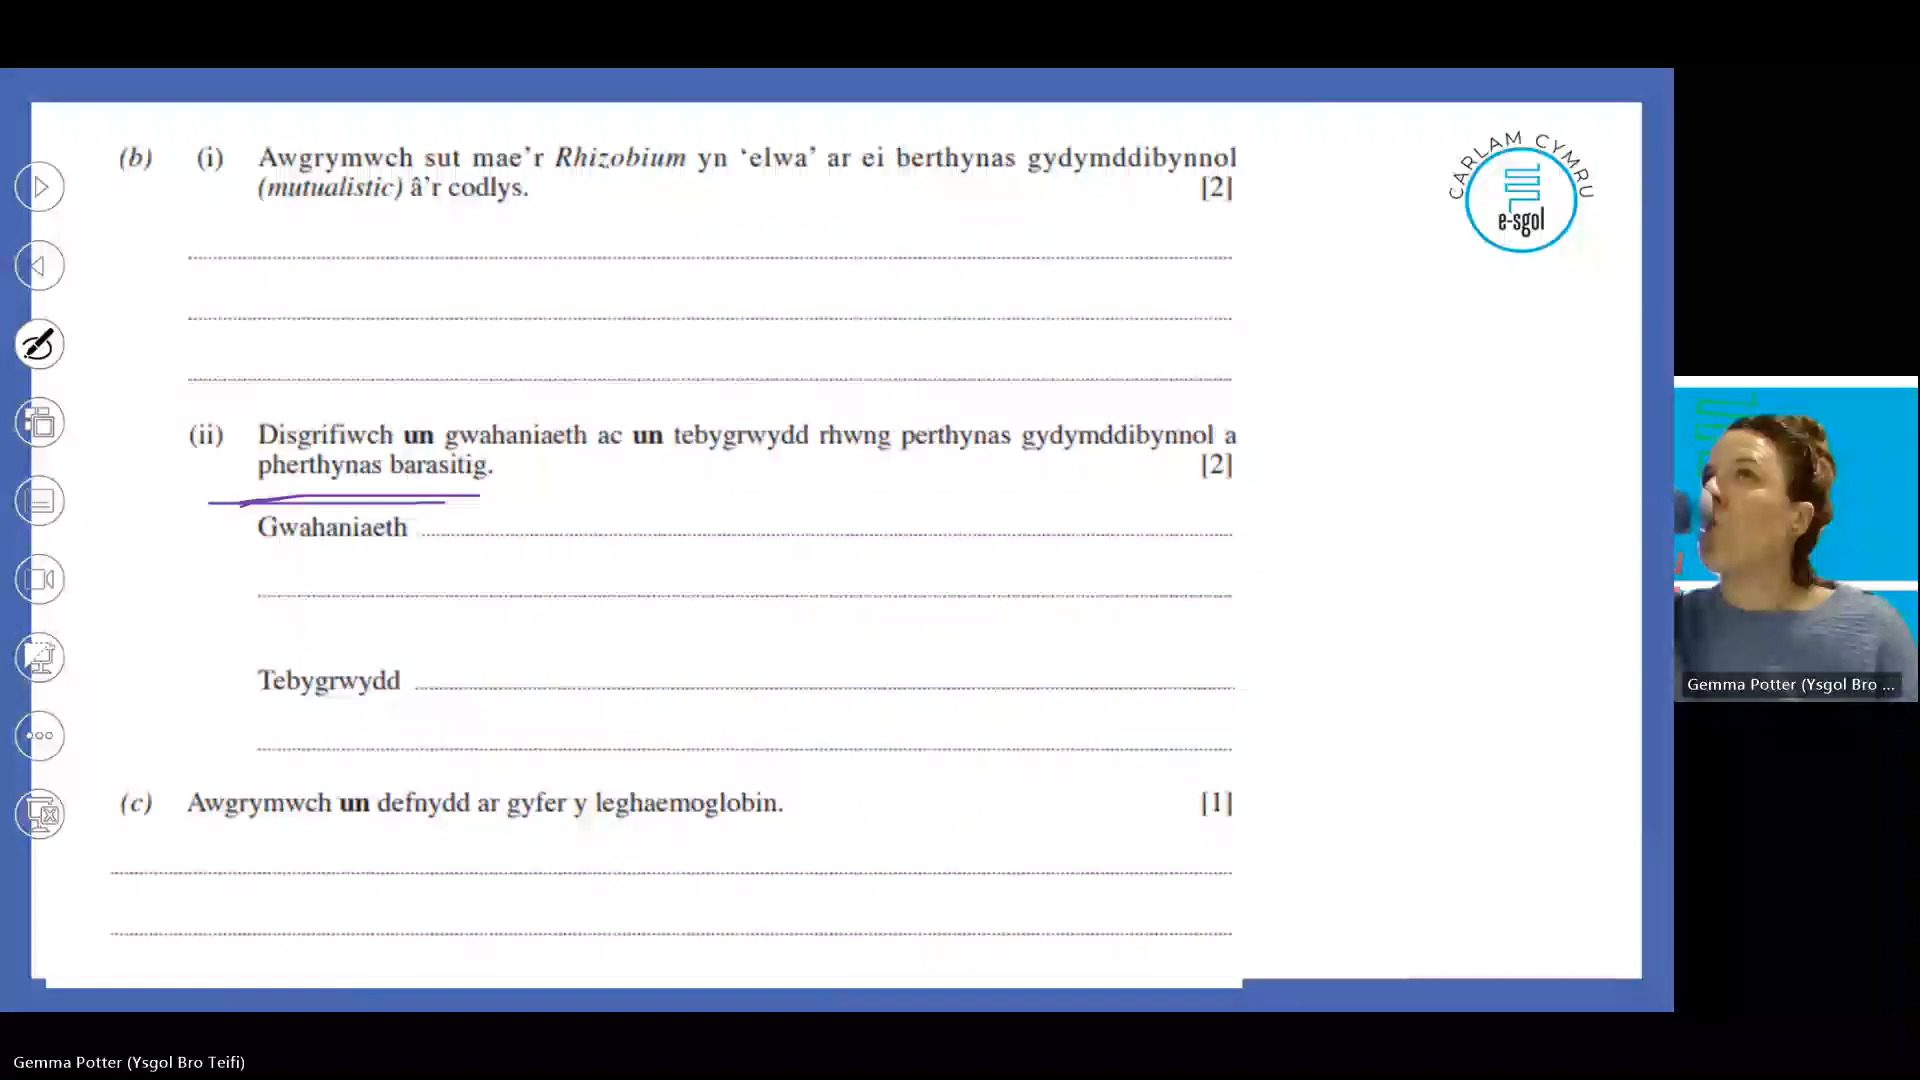 (b) (i) Awgrymwch sut mae’r Rhizobium yn ‘elwa’ ar ei berthynas gydymddibynnol
(mutualistic) â’r codlys. [2]
(ii) Disgrifiwch un gwahaniaeth ac un tebygrwydd rhwng perthynas gydymddibynnol a
pherthynas barasitig. [2]
Gwahaniaeth
Tebygrwydd
(c) Awgrymwch un defnydd ar gyfer y leghaemoglobin. [1]
CARLAM CYMRU
e-sgol
Gemma Potter (Ysgol Bro ...
Gemma Potter (Ysgol Bro Teifi)